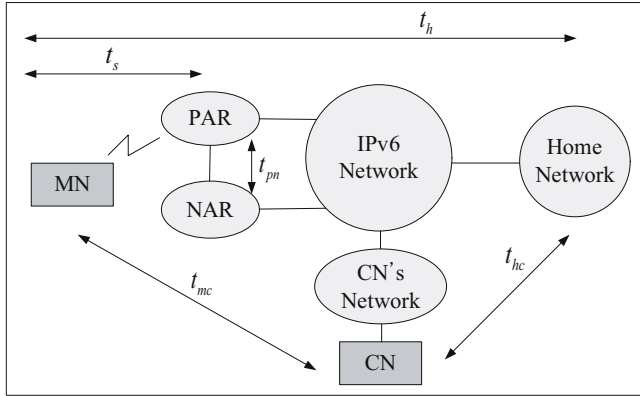 t_h
t_s
PAR
IPv6
Network
Home
Network
MN
t_pn
NAR
CN's
Network
t_mc
t_hc
CN